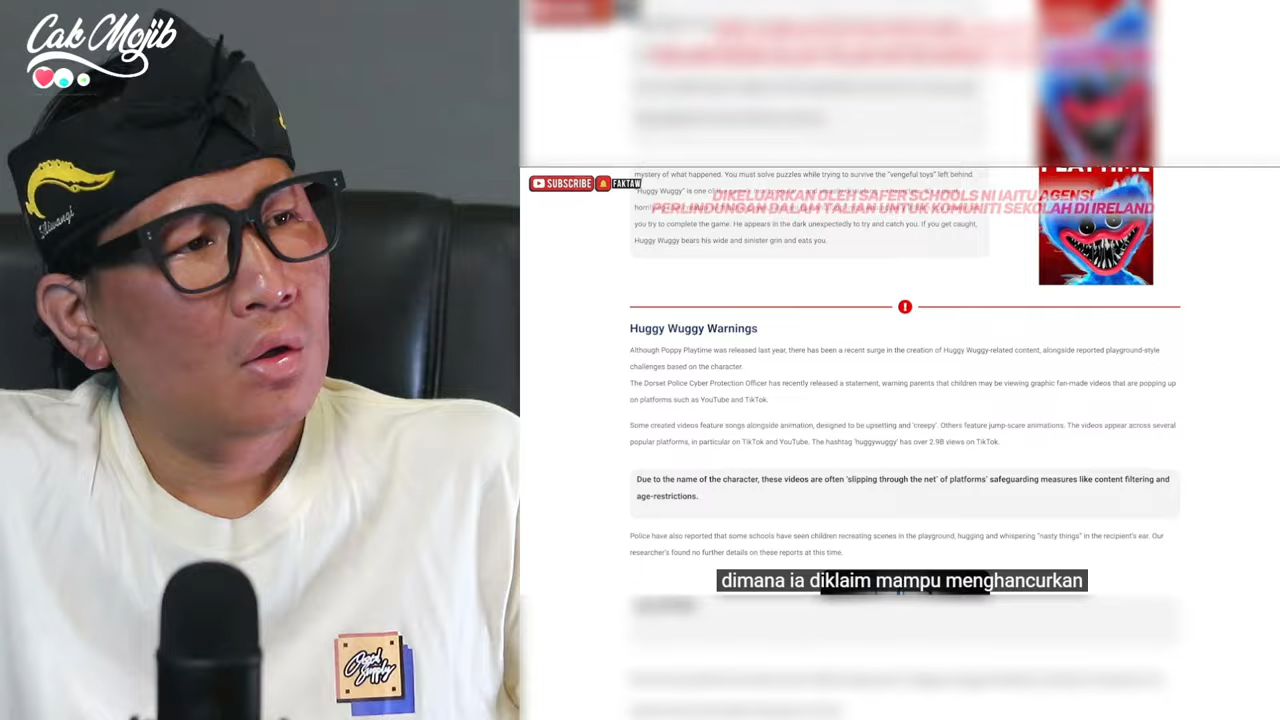 Cak Mojib
Siliwangi
Good
Supply
SUBSCRIBE
FAKTAW
PLAYTIME
DIKELUARKAN OLEH SAFER SCHOOLS NI IAITU AGENSI
PERLINDUNGAN DALAM TALIAN UNTUK KOMUNITI SEKOLAH DI IRELAND
mystery of what happened. You must solve puzzles while trying to survive the "vengeful toys" left behind.
'Huggy Wuggy' is one of
you try to complete the game. He appears in the dark unexpectedly to try and catch you. If you get caught,
Huggy Wuggy bears his wide and sinister grin and eats you.
Huggy Wuggy Warnings
Although Poppy Playtime was released last year, there has been a recent surge in the creation of Huggy Wuggy-related content, alongside reported playground-style
challenges based on the character.
The Dorset Police Cyber Protection Officer has recently released a statement, warning parents that children may be viewing graphic fan-made videos that are popping up
on platforms such as YouTube and TikTok.
Some created videos feature songs alongside animation, designed to be upsetting and 'creepy'. Others feature jump-scare animations. The videos appear across several
popular platforms, in particular on TikTok and YouTube. The hashtag 'huggywuggy' has over 2.9B views on TikTok.
Due to the name of the character, these videos are often 'slipping through the net' of platforms' safeguarding measures like content filtering and
age-restrictions.
Police have also reported that some schools have seen children recreating scenes in the playground, hugging and whispering "nasty things" in the recipient's ear. Our
researcher's found no further details on these reports at this time.
dimana ia diklaim mampu menghancurkan